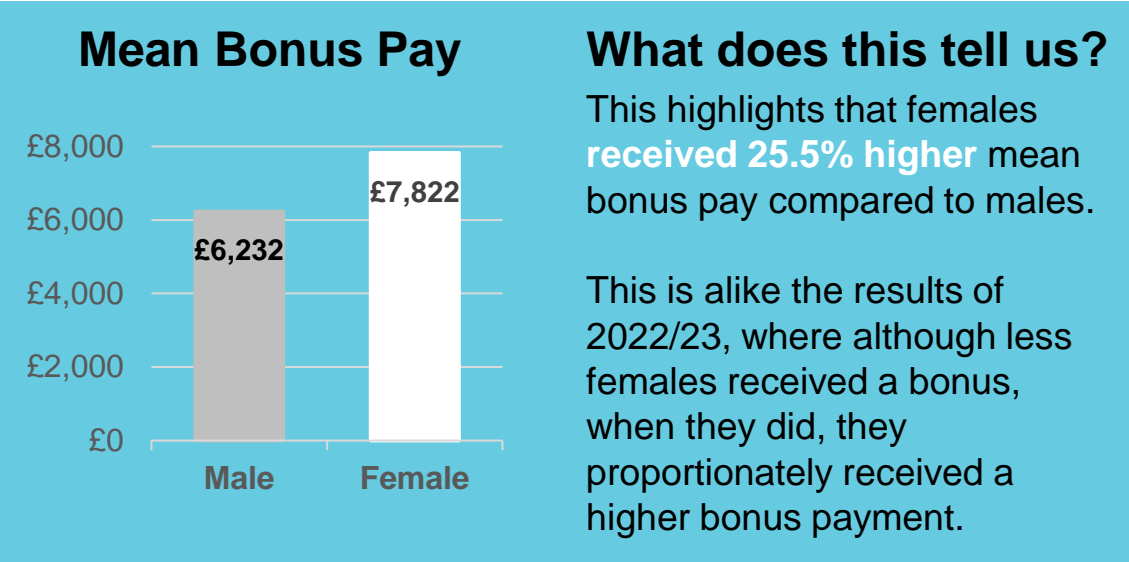 Mean Bonus Pay
£8,000
£6,000
£4,000
£2,000
£0
£6,232
£7,822
Male
Female
What does this tell us?
This highlights that females
received 25.5% higher mean
bonus pay compared to males.
This is alike the results of
2022/23, where although less
females received a bonus,
when they did, they
proportionately received a
higher bonus payment.